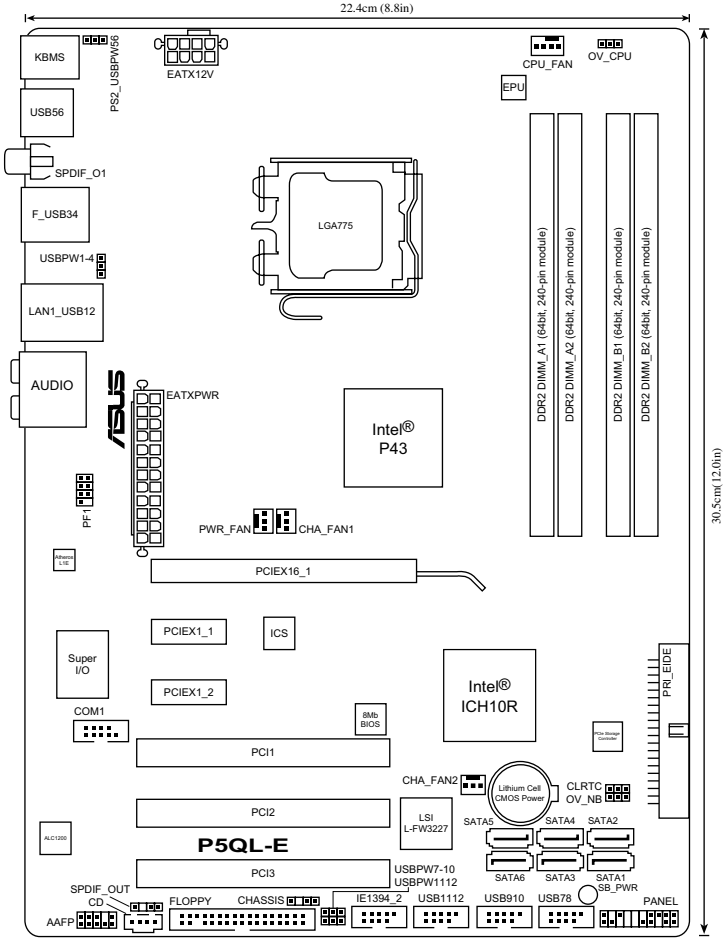 22.4cm (8.8in)
KBMS
PS2_USBPW56
EATX12V
CPU_FAN
OV_CPU
EPU
USB56
SPDIF_O1
F_USB34
LGA775
USBPW1-4
LAN1_USB12
DDR2 DIMM_A1 (64bit, 240-pin module)
DDR2 DIMM_A2 (64bit, 240-pin module)
DDR2 DIMM_B1 (64bit, 240-pin module)
DDR2 DIMM_B2 (64bit, 240-pin module)
30.5cm(12.0in)
AUDIO
ASUS
EATXPWR
Intel®
P43
PF1
PWR_FAN
CHA_FAN1
Atheros
L1E
PCIEX16_1
PCIEX1_1
ICS
Super
I/O
PCIEX1_2
Intel®
ICH10R
PRI_EIDE
COM1
8Mb
BIOS
PCIe Storage
Controller
PCI1
CHA_FAN2
Lithium Cell
CMOS Power
CLRTC
OV_NB
PCI2
LSI
L-FW3227
SATA5
SATA4
SATA2
ALC1200
P5QL-E
PCI3
SATA6
SATA3
SATA1
USBPW7-10
USBPW1112
SB_PWR
SPDIF_OUT
CD
AAFP
FLOPPY
CHASSIS
IE1394_2
USB1112
USB910
USB78
PANEL